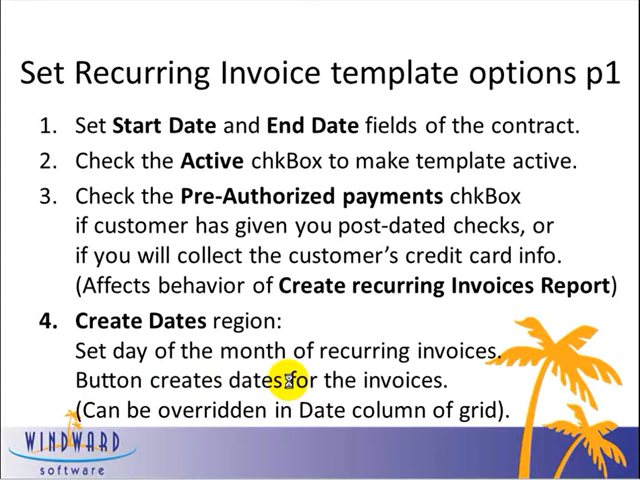 Set Recurring Invoice template options p1
1. Set Start Date and End Date fields of the contract.
2. Check the Active chkBox to make template active.
3. Check the Pre-Authorized payments chkBox
if customer has given you post-dated checks, or
if you will collect the customer's credit card info.
(Affects behavior of Create recurring Invoices Report)
4. Create Dates region:
Set day of the month of recurring invoices.
Button creates dates for the invoices.
(Can be overridden in Date column of grid).
WINDWARD
software